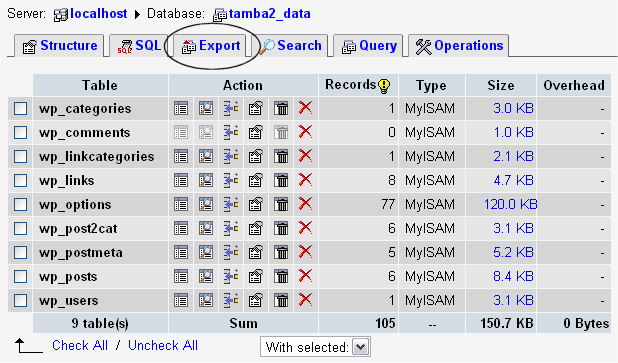 Server: localhost Database: tamba2_data
Structure SQL Export Search Query Operations
Table Action Records Type Size Overhead
wp_categories 1 MyISAM 3.0 KB -
wp_comments 0 MyISAM 1.0 KB -
wp_linkcategories 1 MyISAM 2.1 KB -
wp_links 8 MyISAM 4.7 KB -
wp_options 77 MyISAM 120.0 KB -
wp_post2cat 6 MyISAM 3.1 KB -
wp_postmeta 5 MyISAM 5.2 KB -
wp_posts 6 MyISAM 8.4 KB -
wp_users 1 MyISAM 3.1 KB -
9 table(s) Sum 105 -- 150.7 KB 0 Bytes
Check All / Uncheck All With selected: